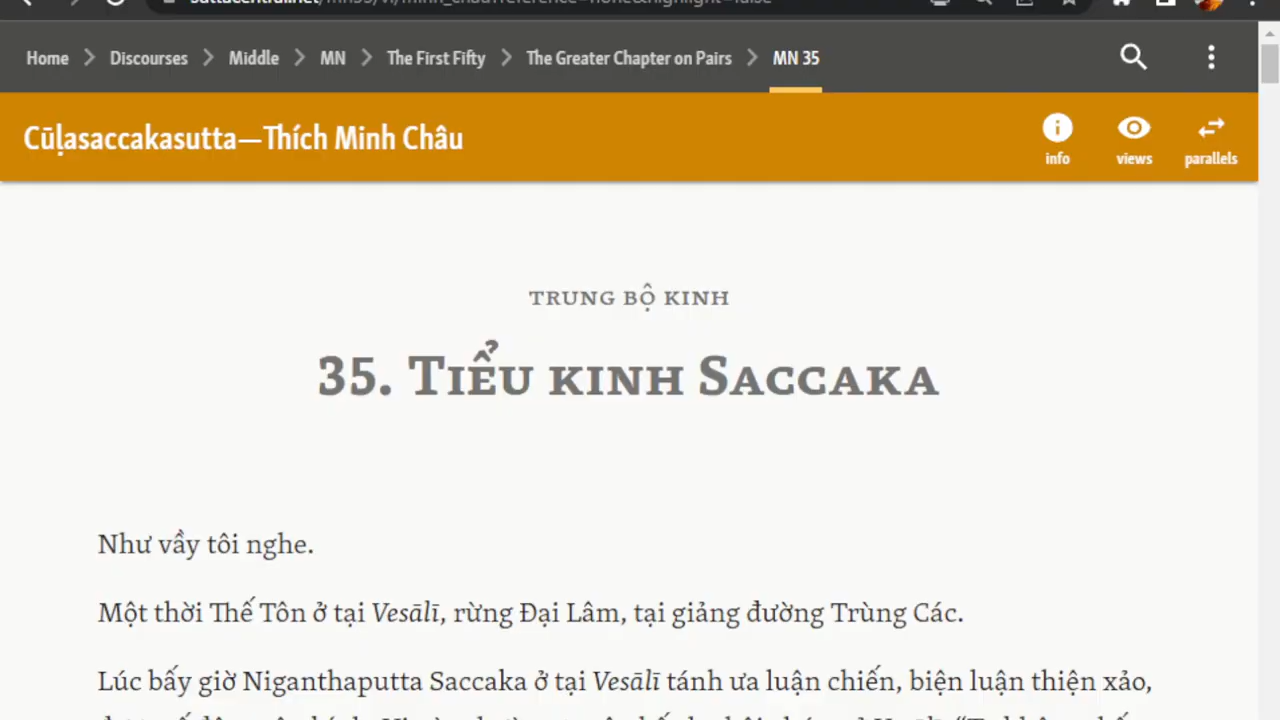 Home > Discourses > Middle > MN > The First Fifty > The Greater Chapter on Pairs > MN 35
Cūḷasaccakasutta—Thích Minh Châu
info views parallels
TRUNG BỘ KINH
35. Tiểu kinh Saccaka
Như vầy tôi nghe.
Một thời Thế Tôn ở tại Vesālī, rừng Đại Lâm, tại giảng đường Trùng Các.
Lúc bấy giờ Niganthaputta Saccaka ở tại Vesālī tánh ưa luận chiến, biện luận thiện xảo,